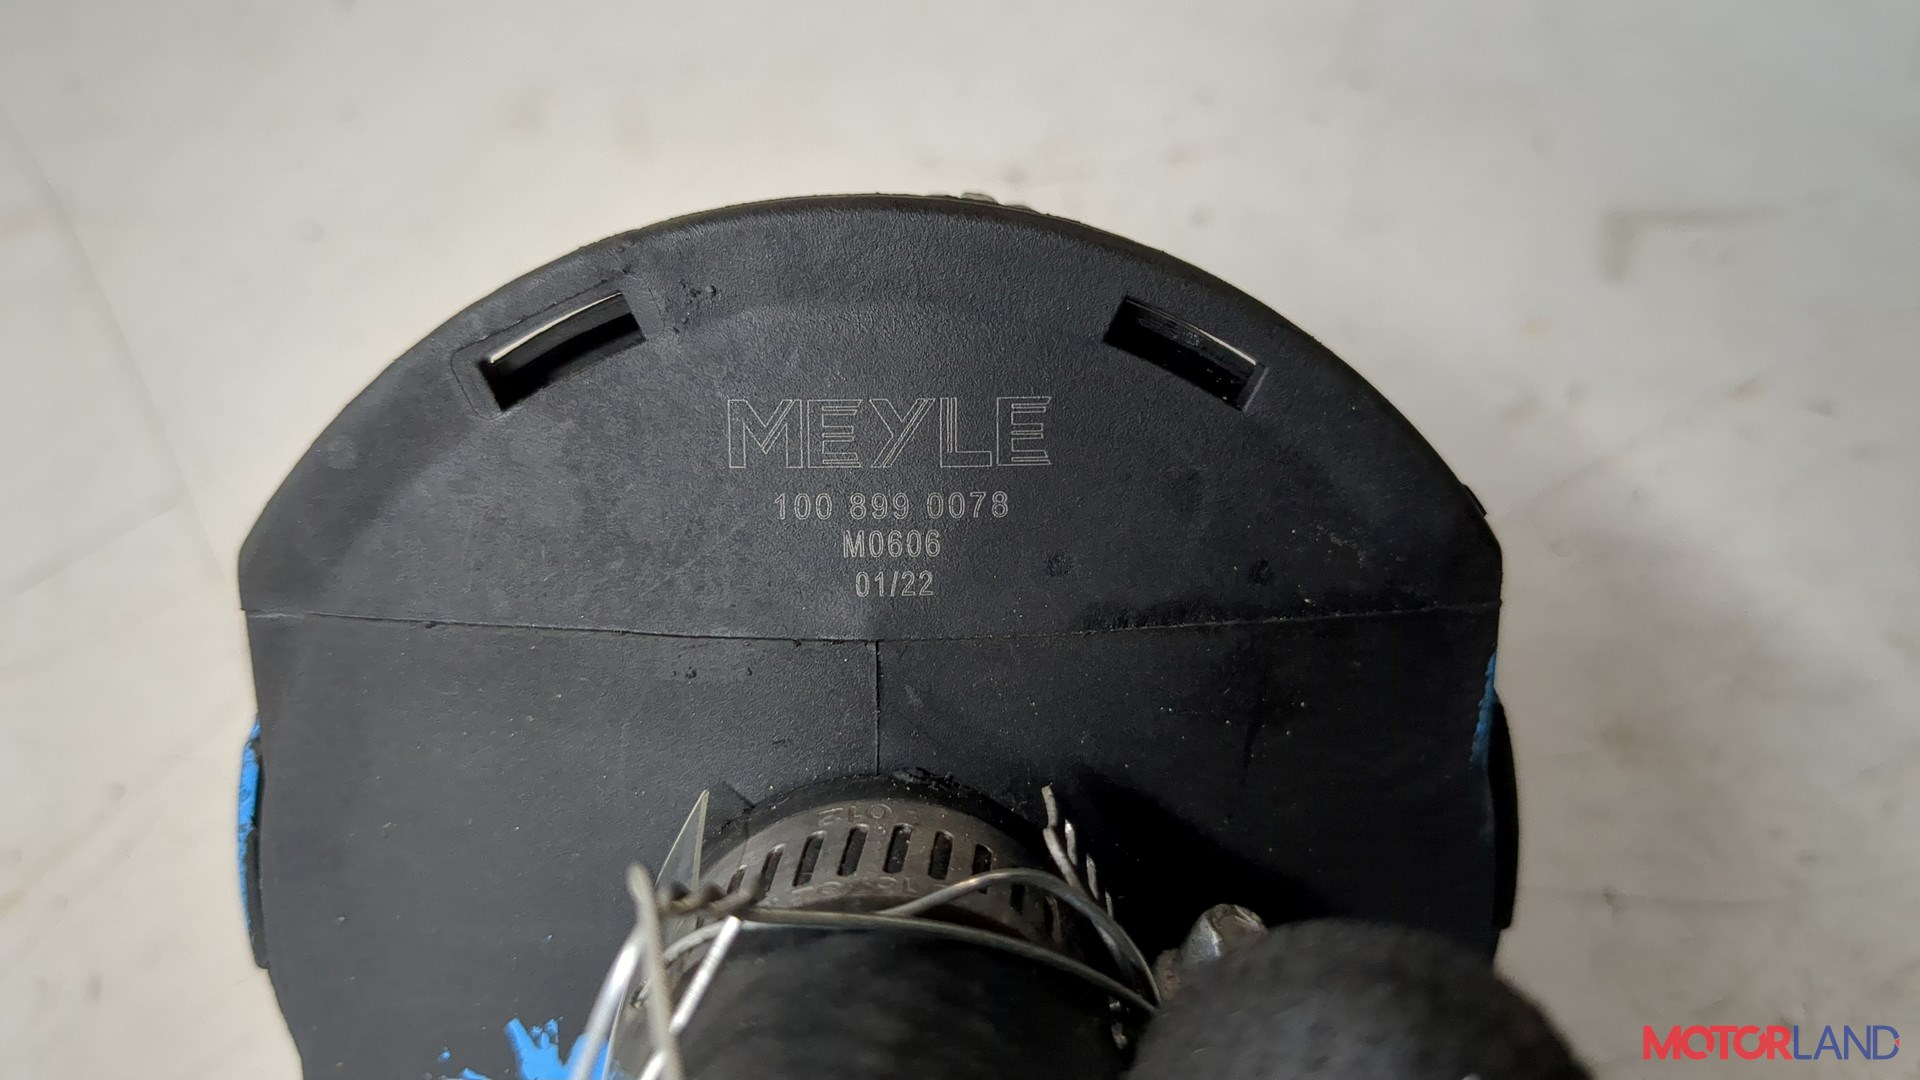 MEYLE
100 899 0078
M0606
01/22
MOTORLAND